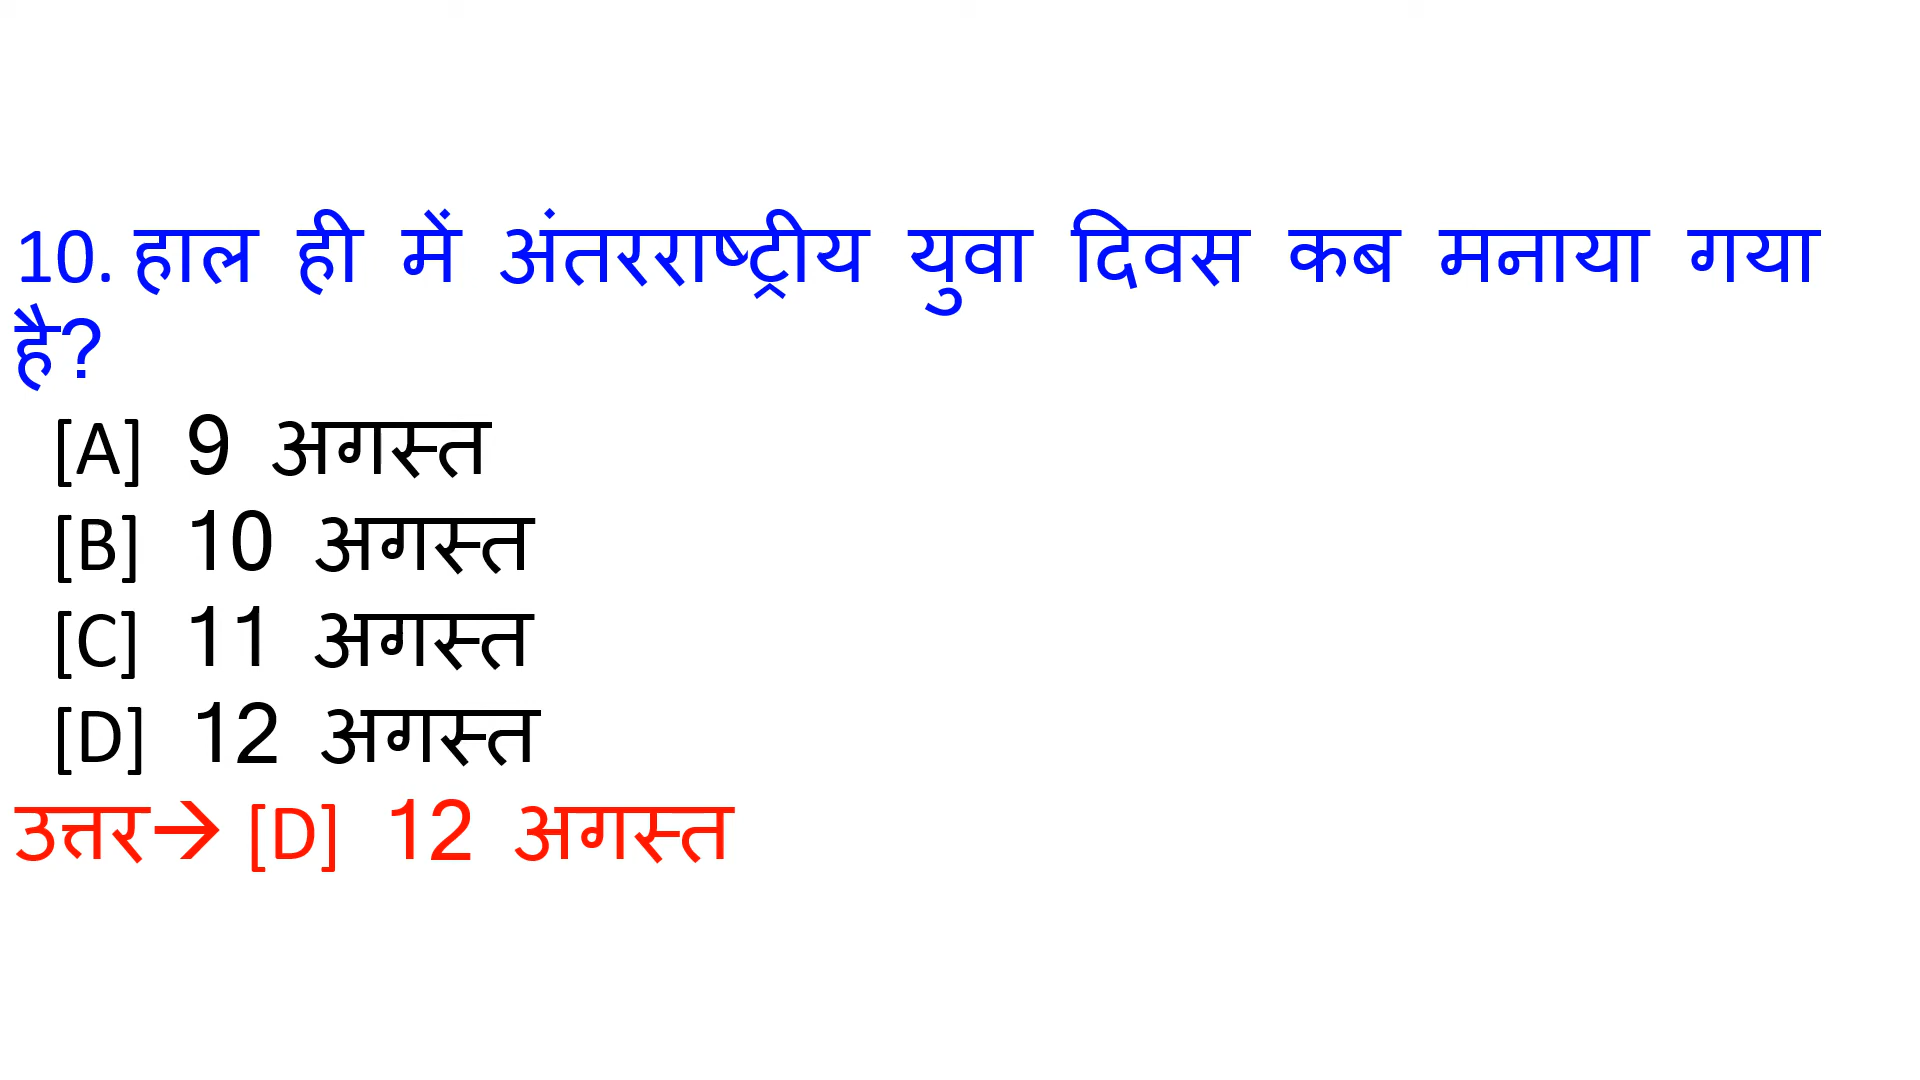 10. हाल ही में अंतरराष्ट्रीय युवा दिवस कब मनाया गया
है?
[A] 9 अगस्त
[B] 10 अगस्त
[C] 11 अगस्त
[D] 12 अगस्त
उत्तर→ [D] 12 अगस्त